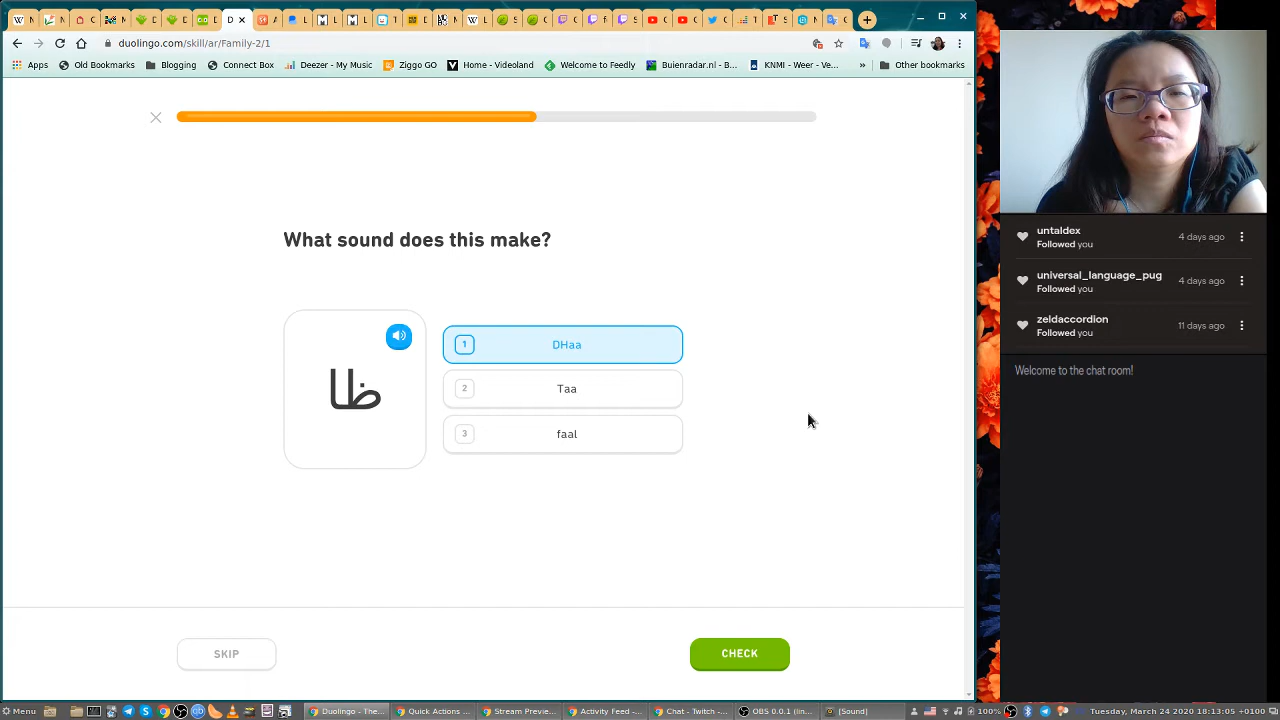 duolingo.com/skill/ar/Family-2/1
Apps
Old Bookmarks
Blogging
Connect Box
Deezer - My Music
Ziggo GO
Home - Videoland
Welcome to Feedly
Buienradar.nl - B...
KNMI - Weer - Ve...
»
Other bookmarks
What sound does this make?
ظا
1 DHaa
2 Taa
3 faal
SKIP
CHECK
untaldex
Followed you
4 days ago
universal_language_pug
Followed you
4 days ago
zeldaccordion
Followed you
11 days ago
Welcome to the chat room!
Menu
Duolingo - The...
Quick Actions ...
Stream Previe...
Activity Feed -...
Chat - Twitch -...
OBS 0.0.1 (lin...
[Sound]
100%
Tuesday, March 24 2020 18:13:05 +0100